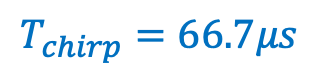 T_chirp = 66.7μs